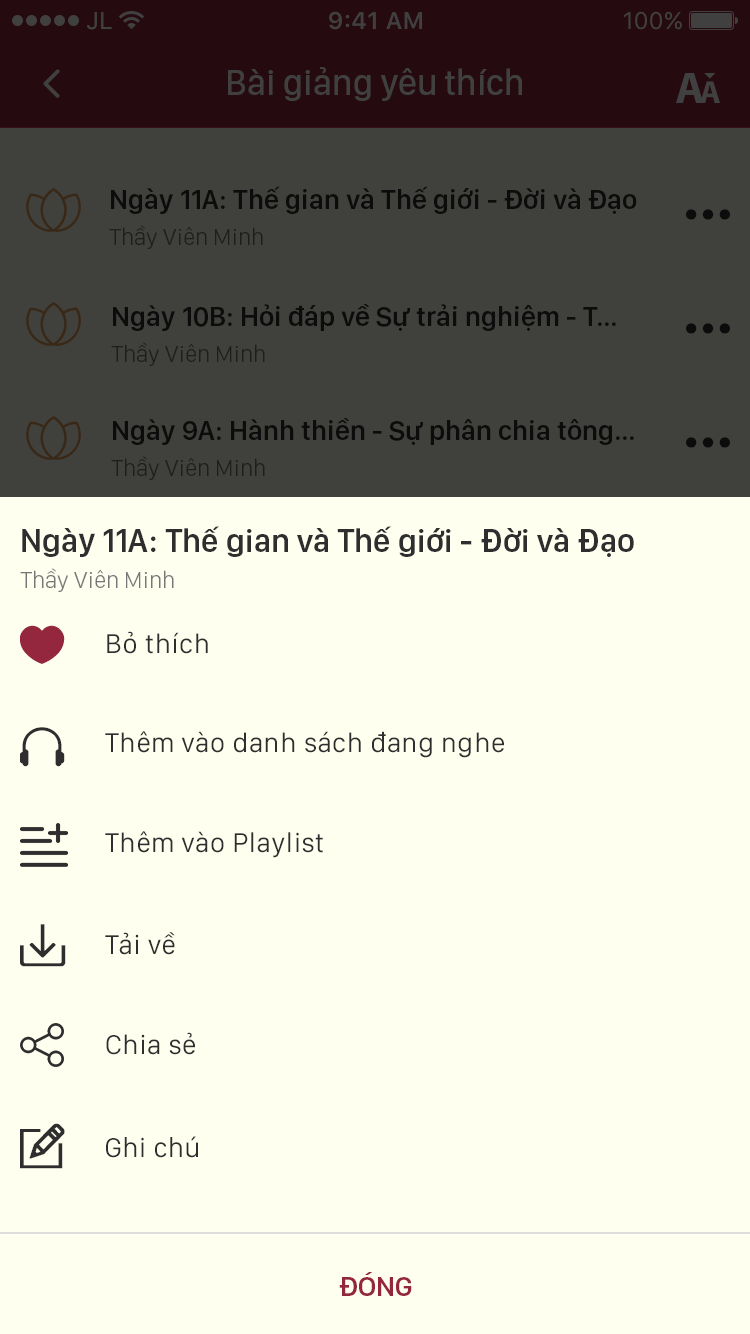 JL 9:41 AM 100%
Bài giảng yêu thích AA
Ngày 11A: Thế gian và Thế giới - Đời và Đạo
Thầy Viên Minh
Ngày 10B: Hỏi đáp về Sự trải nghiệm - T...
Thầy Viên Minh
Ngày 9A: Hành thiền - Sự phân chia tông...
Thầy Viên Minh
Ngày 11A: Thế gian và Thế giới - Đời và Đạo
Thầy Viên Minh
Bỏ thích
Thêm vào danh sách đang nghe
Thêm vào Playlist
Tải về
Chia sẻ
Ghi chú
ĐÓNG